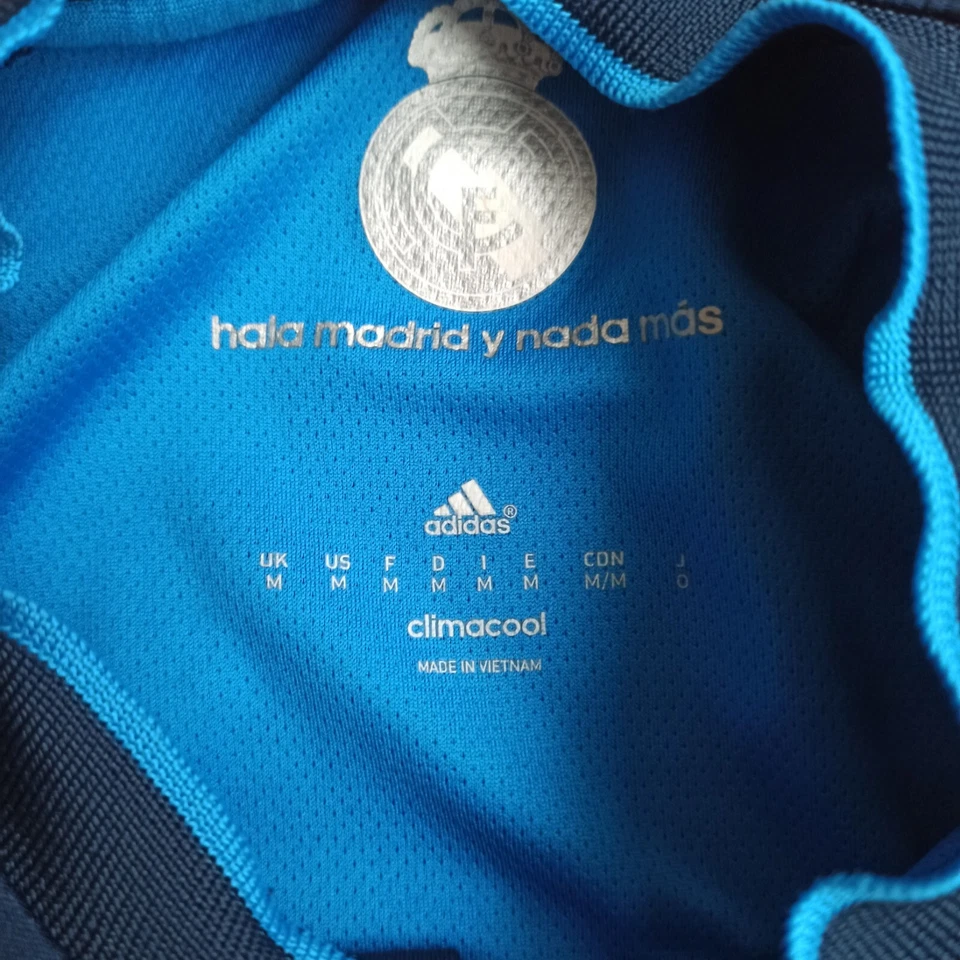 hala madrid y nada más
adidas®
UK US F D I E CDN J
M M M M M M M/M O
climacool
MADE IN VIETNAM